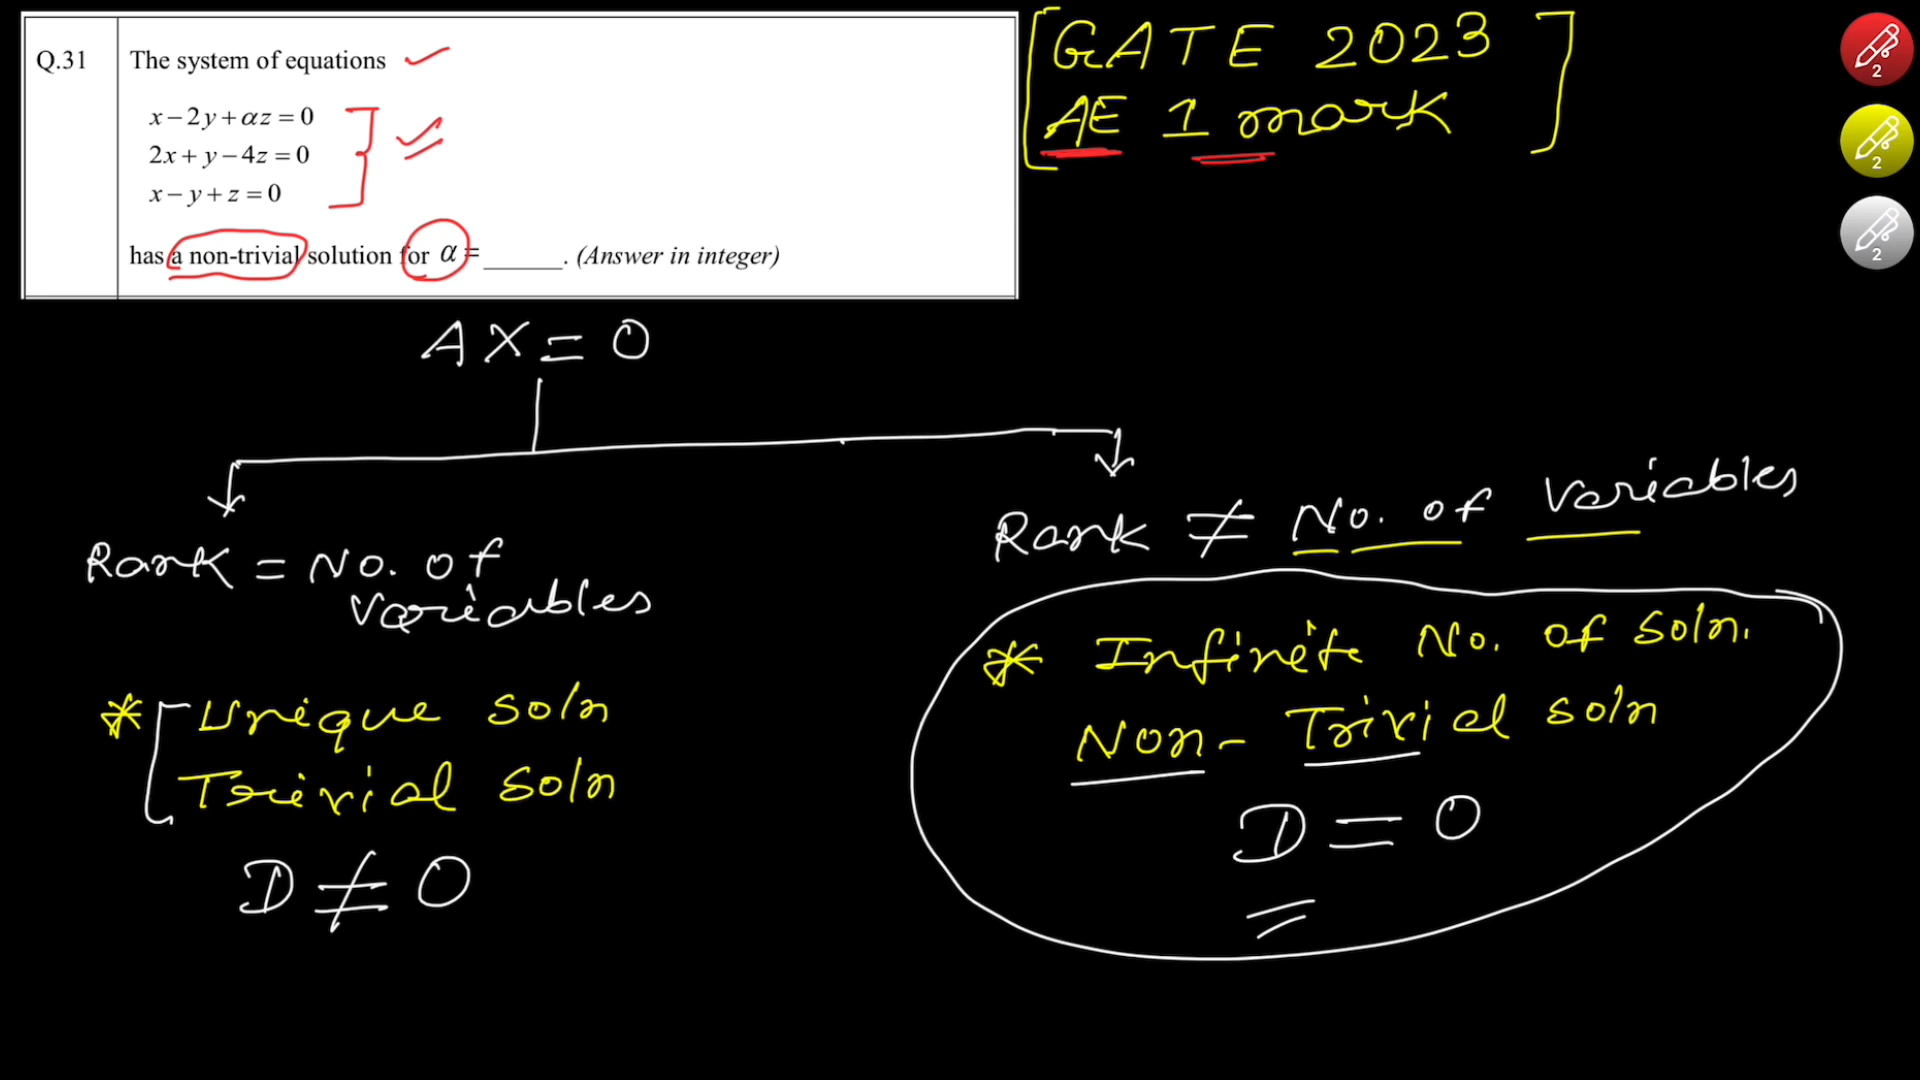 Q.31
The system of equations
x − 2y + αz = 0
2x + y − 4z = 0
x − y + z = 0
has a non-trivial solution for α = ______. (Answer in integer)
[GATE 2023
AE 1 mark]
AX = 0
Rank = No. of
variables
* Unique soln
Trivial soln
D ≠ 0
Rank ≠ No. of variables
* Infinite No. of soln.
Non - Trivial soln
D = 0
2
2
2